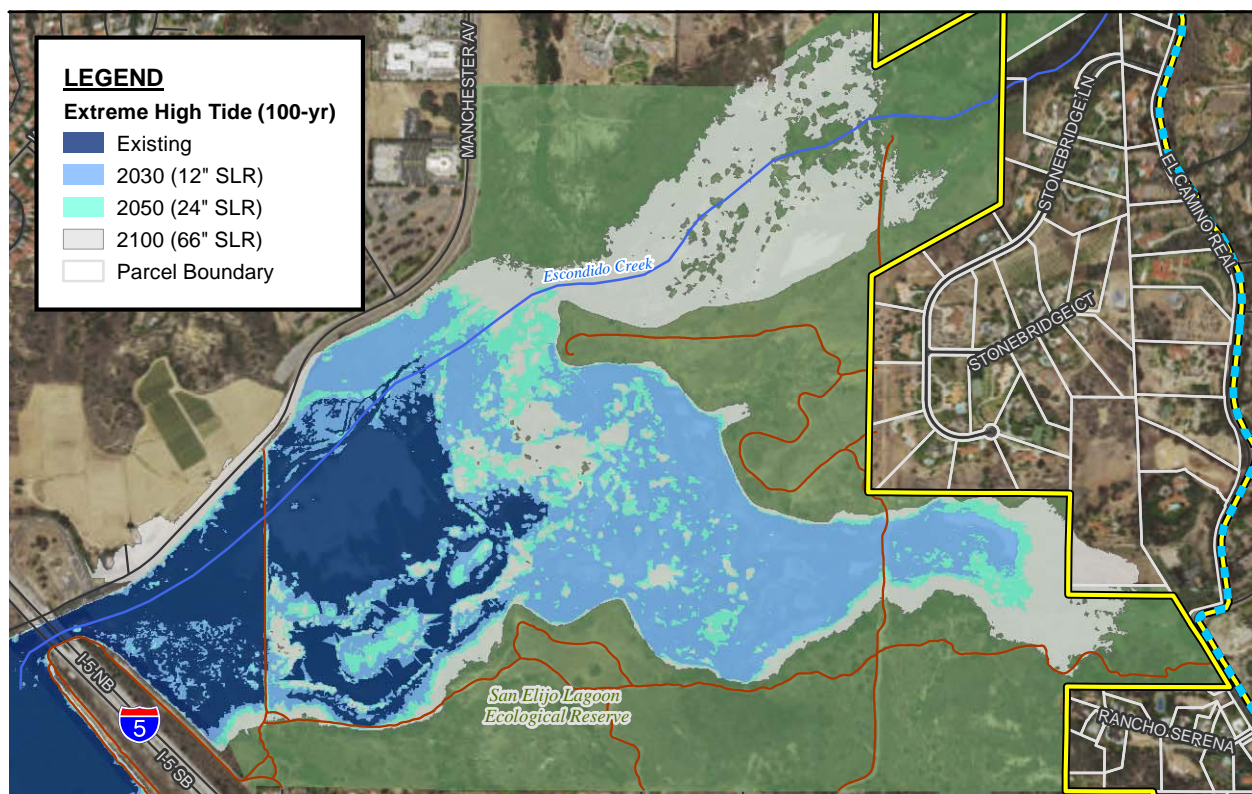 LEGEND
Extreme High Tide (100-yr)
Existing
2030 (12" SLR)
2050 (24" SLR)
2100 (66" SLR)
Parcel Boundary
MANCHESTER AV
STONEBRIDGE LN
EL CAMINO REAL
Escondido Creek
STONEBRIDGE CT
I-5 NB
5
I-5 SB
San Elijo Lagoon
Ecological Reserve
RANCHO SERENA